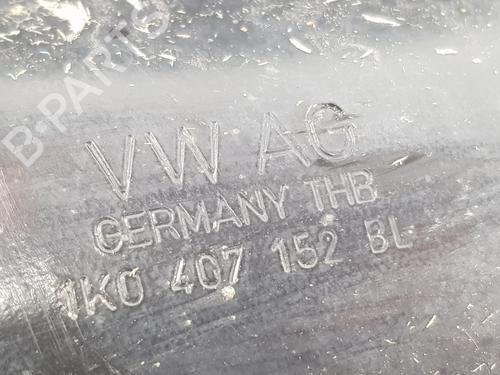 B-PARTS
VW AG
GERMANY THB
1K0 407 152 BL